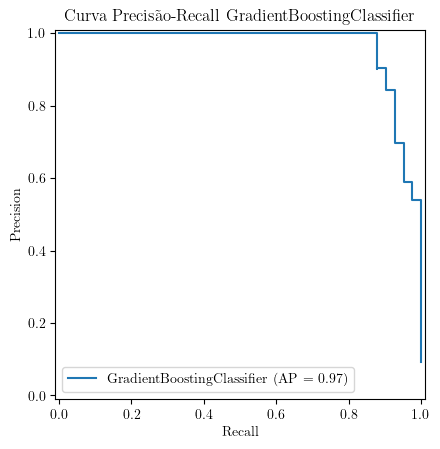 Curva Precisão-Recall GradientBoostingClassifier
1.0
0.8
0.6
0.4
0.2
0.0
Precision
GradientBoostingClassifier (AP = 0.97)
0.0 0.2 0.4 0.6 0.8 1.0
Recall